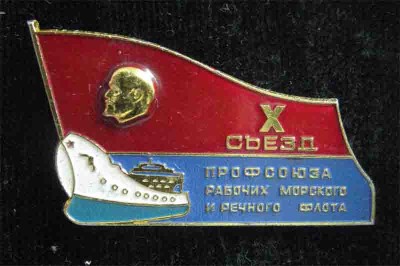 X
СЪЕЗД
ПРОФСОЮЗА
РАБОЧИХ МОРСКОГО
И РЕЧНОГО ФЛОТА